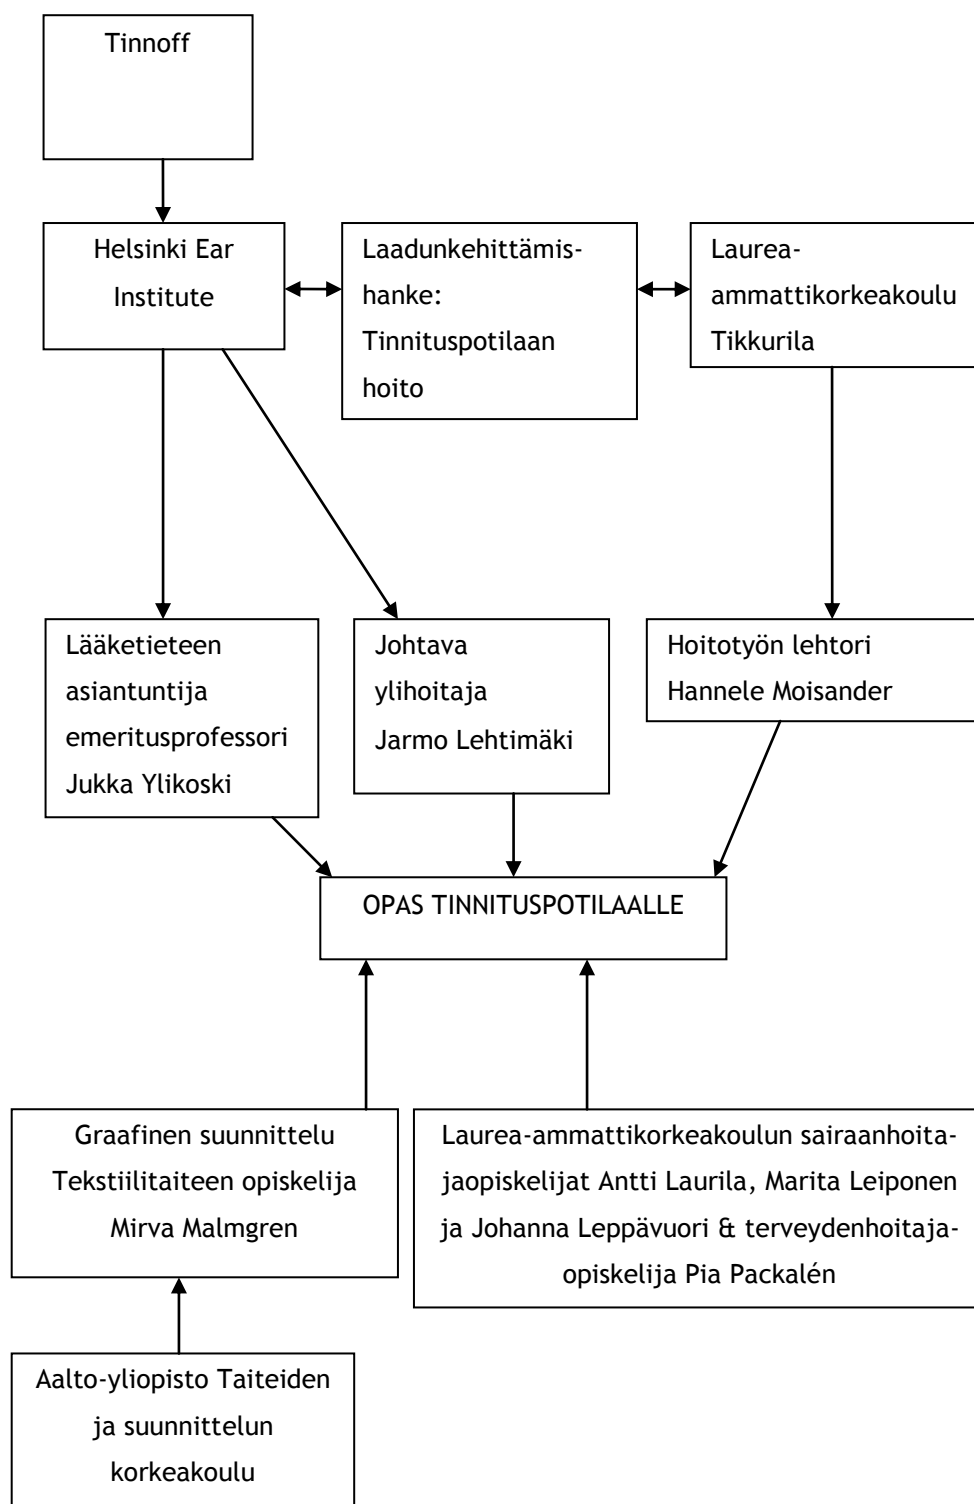 Tinnoff
Helsinki Ear
Institute
Laadunkehittämis-
hanke:
Tinnituspotilaan
hoito
Laurea-
ammattikorkeakoulu
Tikkurila
Lääketieteen
asiantuntija
emeritusprofessori
Jukka Ylikoski
Johtava
ylihoitaja
Jarmo Lehtimäki
Hoitotyön lehtori
Hannele Moisander
OPAS TINNITUSPOTILAALLE
Graafinen suunnittelu
Tekstiilitaiteen opiskelija
Mirva Malmgren
Laurea-ammattikorkeakoulun sairaanhoita-
jaopiskelijat Antti Laurila, Marita Leiponen
ja Johanna Leppävuori & terveydenhoitaja-
opiskelija Pia Packalén
Aalto-yliopisto Taiteiden
ja suunnittelun
korkeakoulu